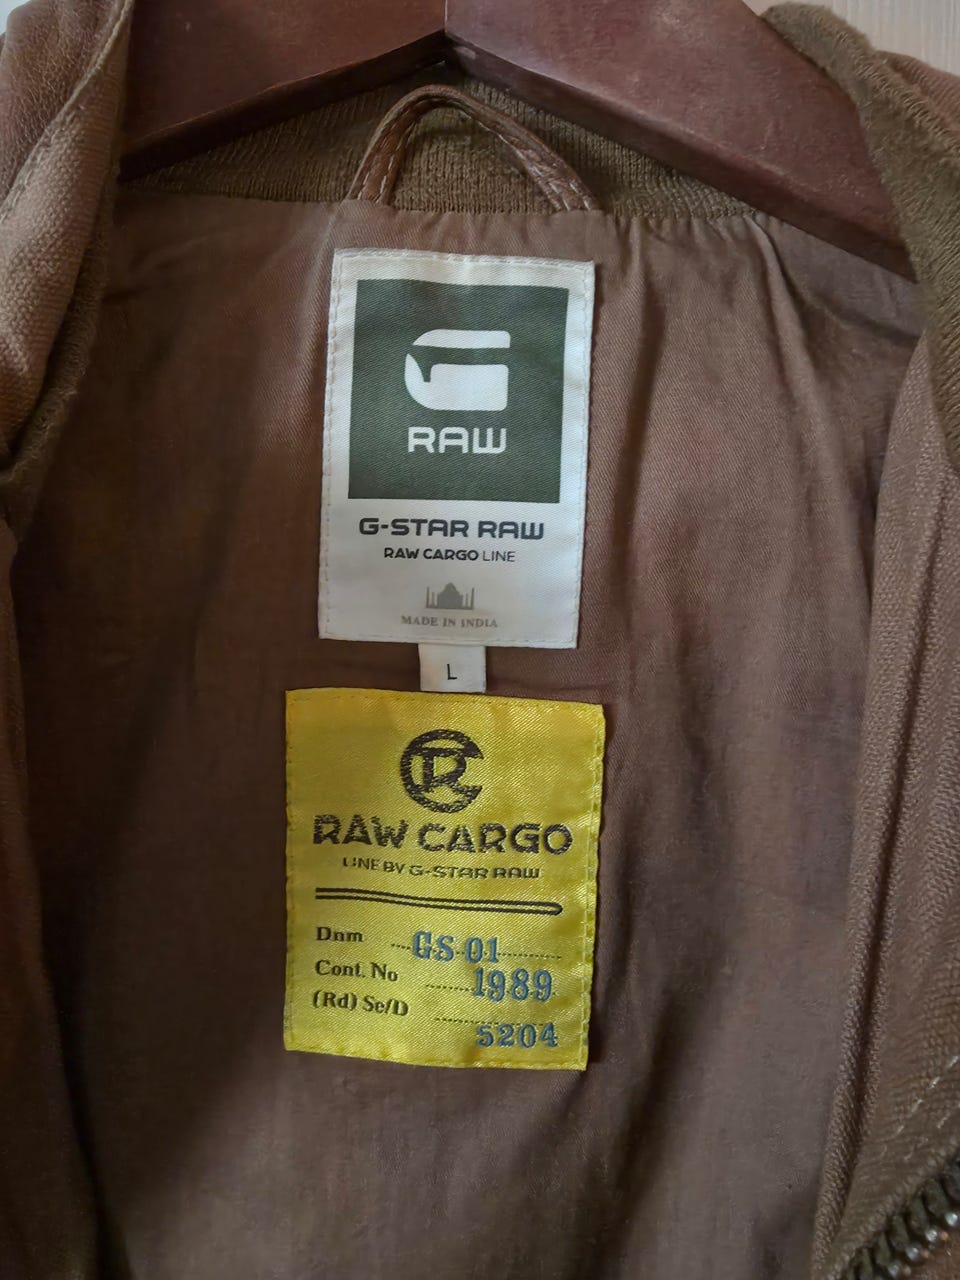 G
RAW
G-STAR RAW
RAW CARGO LINE
MADE IN INDIA
L
RC
RAW CARGO
LINE BY G-STAR RAW
Dnm GS-01
Cont. No 1989
(Rd) Se/D 5204